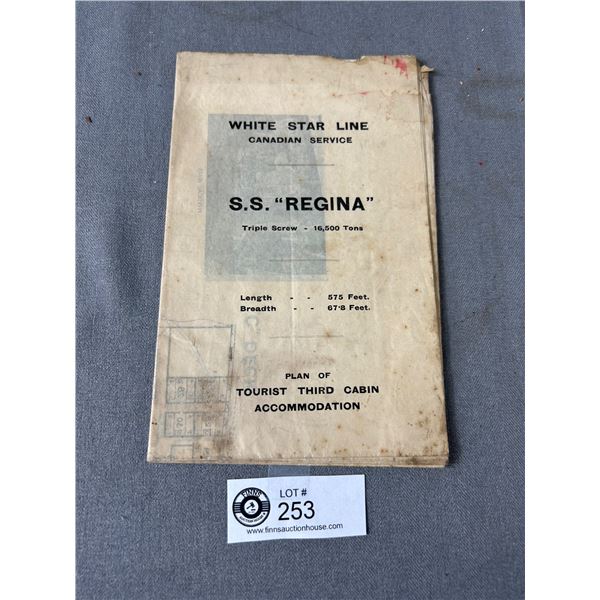 WHITE STAR LINE
CANADIAN SERVICE
S.S. "REGINA"
Triple Screw - 16,500 Tons
Length - - 575 Feet.
Breadth - - 67·8 Feet.
PLAN OF
TOURIST THIRD CABIN
ACCOMMODATION
FINNS
LOT #
253
www.finnsauctionhouse.com